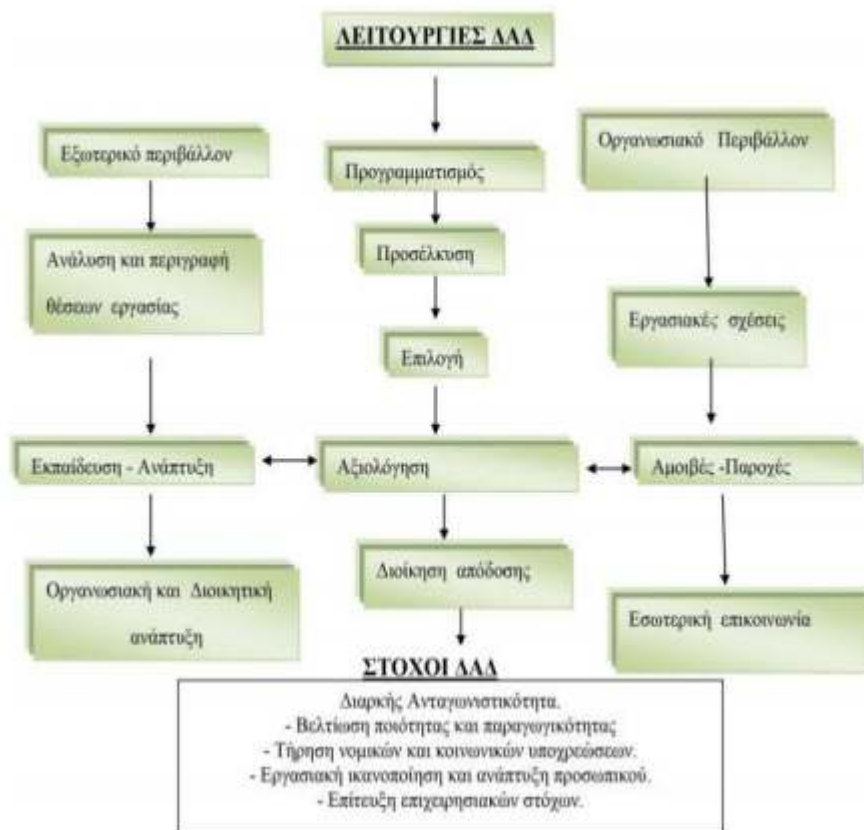 ΛΕΙΤΟΥΡΓΙΕΣ ΔΑΔ
Εξωτερικό περιβάλλον
Προγραμματισμός
Οργανωσιακό Περιβάλλον
Ανάλυση και περιγραφή
θέσεων εργασίας
Προσέλκυση
Εργασιακές σχέσεις
Επιλογή
Εκπαίδευση - Ανάπτυξη
Αξιολόγηση
Αμοιβές -Παροχές
Οργανωσιακή και Διοικητική
ανάπτυξη
Διοίκηση απόδοσης
Εσωτερική επικοινωνία
ΣΤΟΧΟΙ ΔΑΔ
Διαρκής Ανταγωνιστικότητα.
- Βελτίωση ποιότητας και παραγωγικότητας
- Τήρηση νομικών και κοινωνικών υποχρεώσεων.
- Εργασιακή ικανοποίηση και ανάπτυξη προσωπικού.
- Επίτευξη επιχειρησιακών στόχων.